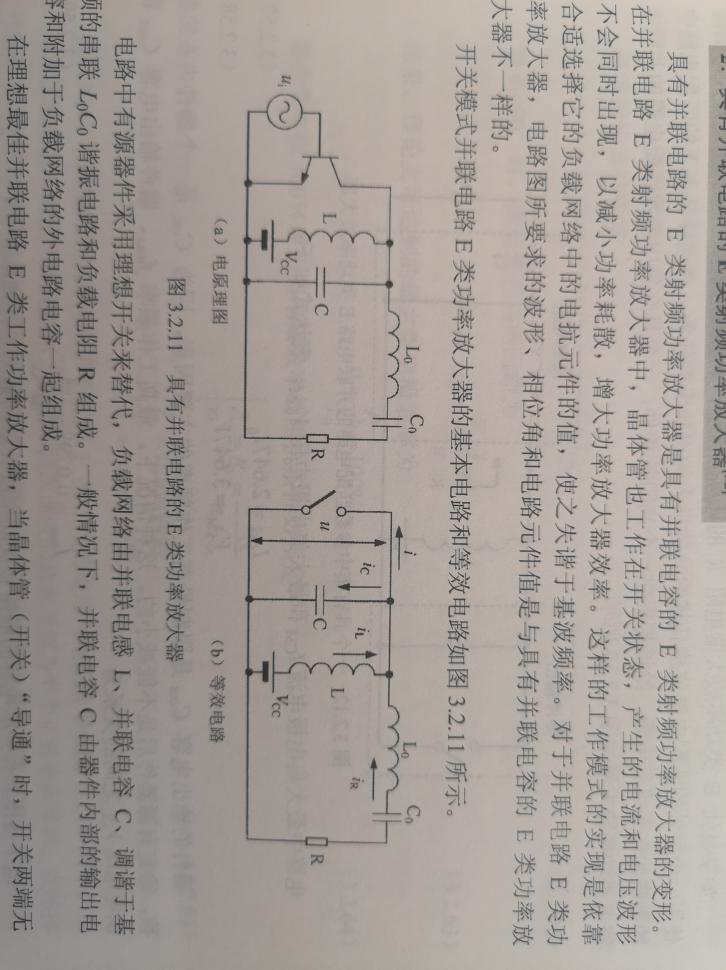 2. 具有并联电路的 E 类射频功率放大器
具有并联电路的 E 类射频功率放大器是具有并联电容的 E 类射频功率放大器的变形。
在并联电路 E 类射频功率放大器中，晶体管也工作在开关状态，产生的电流和电压波形
不会同时出现，以减小功率耗散，增大功率放大器效率。这样的工作模式的实现是依靠
合适选择它的负载网络中的电抗元件的值，使之失谐于基波频率。对于并联电路 E 类功
率放大器，电路图所要求的波形、相位角和电路元件值是与具有并联电容的 E 类功率放
大器不一样的。
开关模式并联电路 E 类功率放大器的基本电路和等效电路如图 3.2.11 所示。
L₀ C₀
L C R
uᵢ
V_CC
（a）电原理图
i
L₀ C₀
i_C i_L i_R
u C L R
V_CC
（b）等效电路
图 3.2.11 具有并联电路的 E 类功率放大器
电路中有源器件采用理想开关来替代，负载网络由并联电感 L、并联电容 C、调谐于基
频的串联 L₀C₀ 谐振电路和负载电阻 R 组成。一般情况下，并联电容 C 由器件内部的输出电
容和附加于负载网络的外电路电容一起组成。
在理想最佳并联电路 E 类工作功率放大器，当晶体管（开关）“导通”时，开关两端无